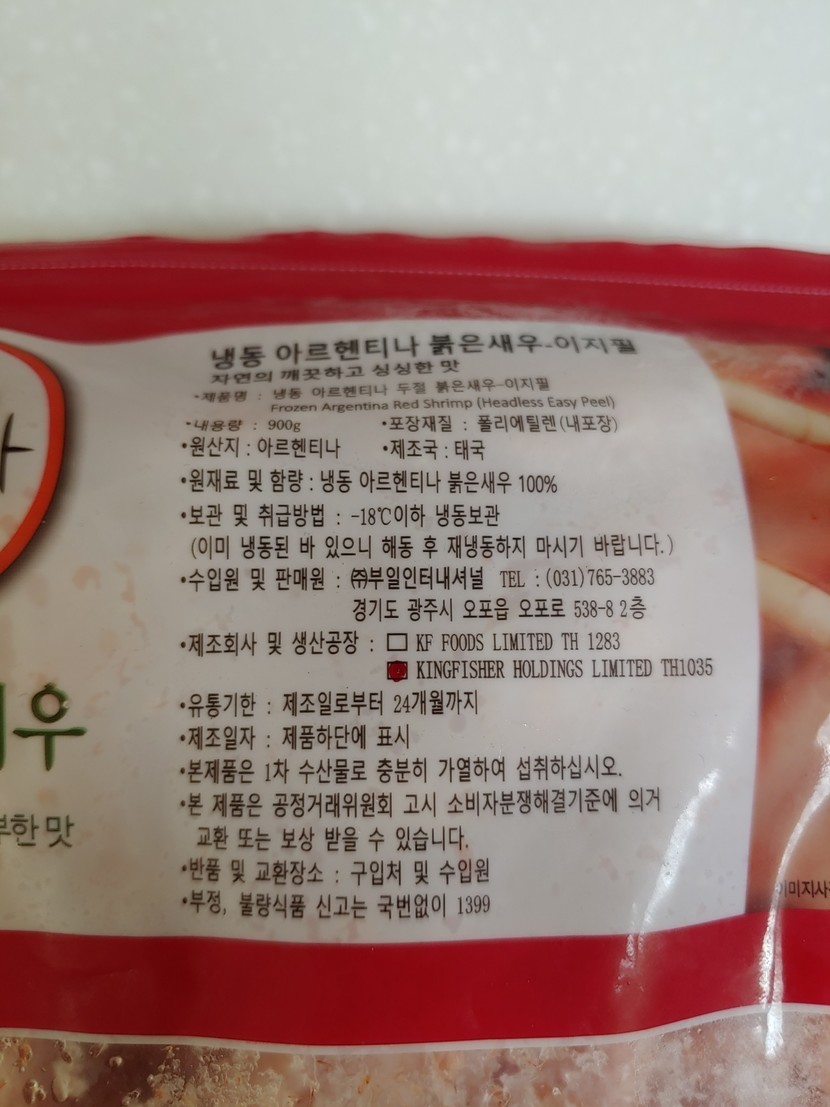 냉동 아르헨티나 붉은새우-이지필
자연의 깨끗하고 싱싱한 맛
·제품명 : 냉동 아르헨티나 두절 붉은새우-이지필
Frozen Argentina Red Shrimp (Headless Easy Peel)
·내용량 : 900g ·포장재질 : 폴리에틸렌(내포장)
·원산지 : 아르헨티나 ·제조국 : 태국
·원재료 및 함량 : 냉동 아르헨티나 붉은새우 100%
·보관 및 취급방법 : -18℃이하 냉동보관
(이미 냉동된 바 있으니 해동 후 재냉동하지 마시기 바랍니다.)
·수입원 및 판매원 : ㈜부일인터내셔널 TEL : (031)765-3883
경기도 광주시 오포읍 오포로 538-8 2층
·제조회사 및 생산공장 : □ KF FOODS LIMITED TH 1283
KINGFISHER HOLDINGS LIMITED TH1035
·유통기한 : 제조일로부터 24개월까지
·제조일자 : 제품하단에 표시
·본제품은 1차 수산물로 충분히 가열하여 섭취하십시오.
·본 제품은 공정거래위원회 고시 소비자분쟁해결기준에 의거
교환 또는 보상 받을 수 있습니다.
·반품 및 교환장소 : 구입처 및 수입원
·부정, 불량식품 신고는 국번없이 1399
우
한 맛
이미지사